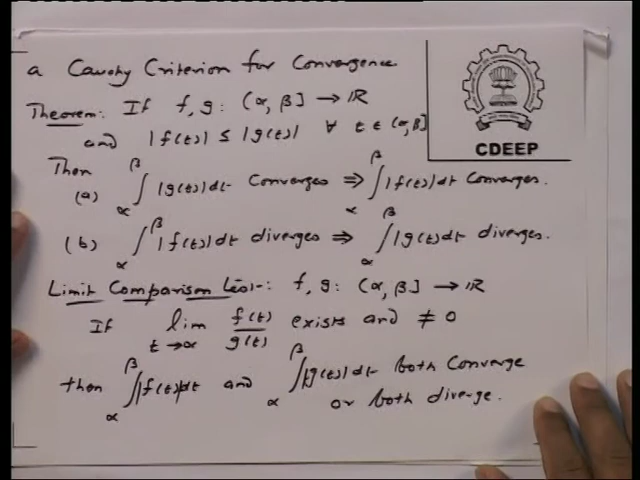 a Cauchy Criterion for Convergence
Theorem: If f, g : (α, β] → ℝ
and |f(t)| ≤ |g(t)| ∀ t ∈ (α, β]
CDEEP
Then
(a) ∫_α^β |g(t)| dt Converges ⇒ ∫_α^β |f(t)| dt Converges.
(b) ∫_α^β |f(t)| dt diverges ⇒ ∫_α^β |g(t)| dt diverges.
Limit Comparison Test:- f, g : (α, β] → ℝ
If lim_{t→α} f(t)/g(t) exists and ≠ 0
then ∫_α^β |f(t)| dt and ∫_α^β |g(t)| dt both Converge
or both diverge.